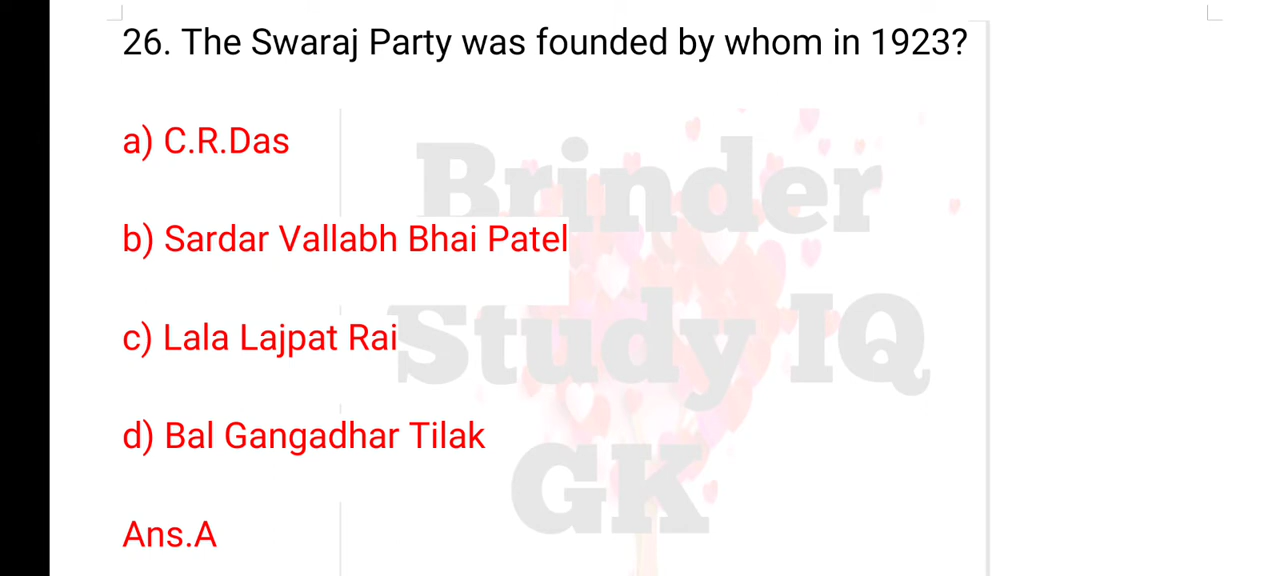 26. The Swaraj Party was founded by whom in 1923?
a) C.R.Das
b) Sardar Vallabh Bhai Patel
c) Lala Lajpat Rai
d) Bal Gangadhar Tilak
Ans.A
Brinder
Study IQ
GK